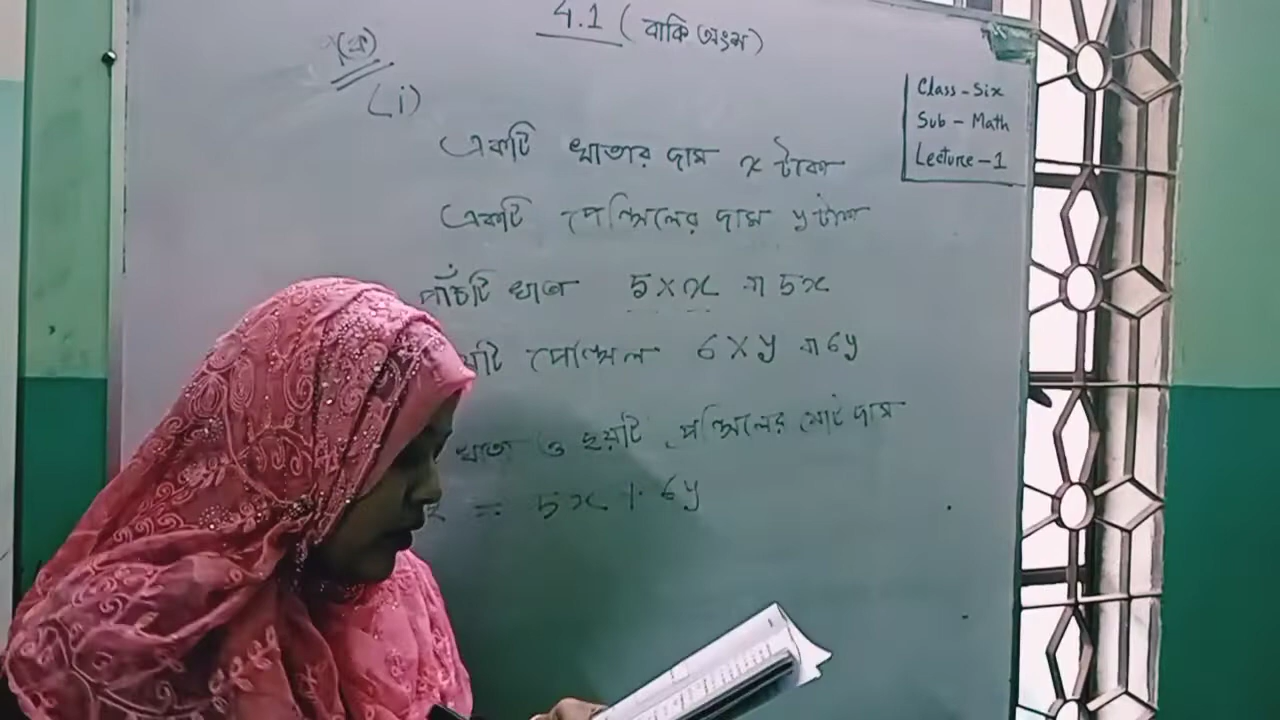 4.1 (বাকি অংশ)
(ক)
(i)
Class - Six
Sub - Math
Lecture - 1
একটি খাতার দাম x টাকা
একটি পেন্সিলের দাম y টাকা
পাঁচটি খাতা 5 × x বা 5x
টি পেন্সিল 6 × y বা 6y
খাতা ও ছয়টি পেন্সিলের মোট দাম
= 5x + 6y